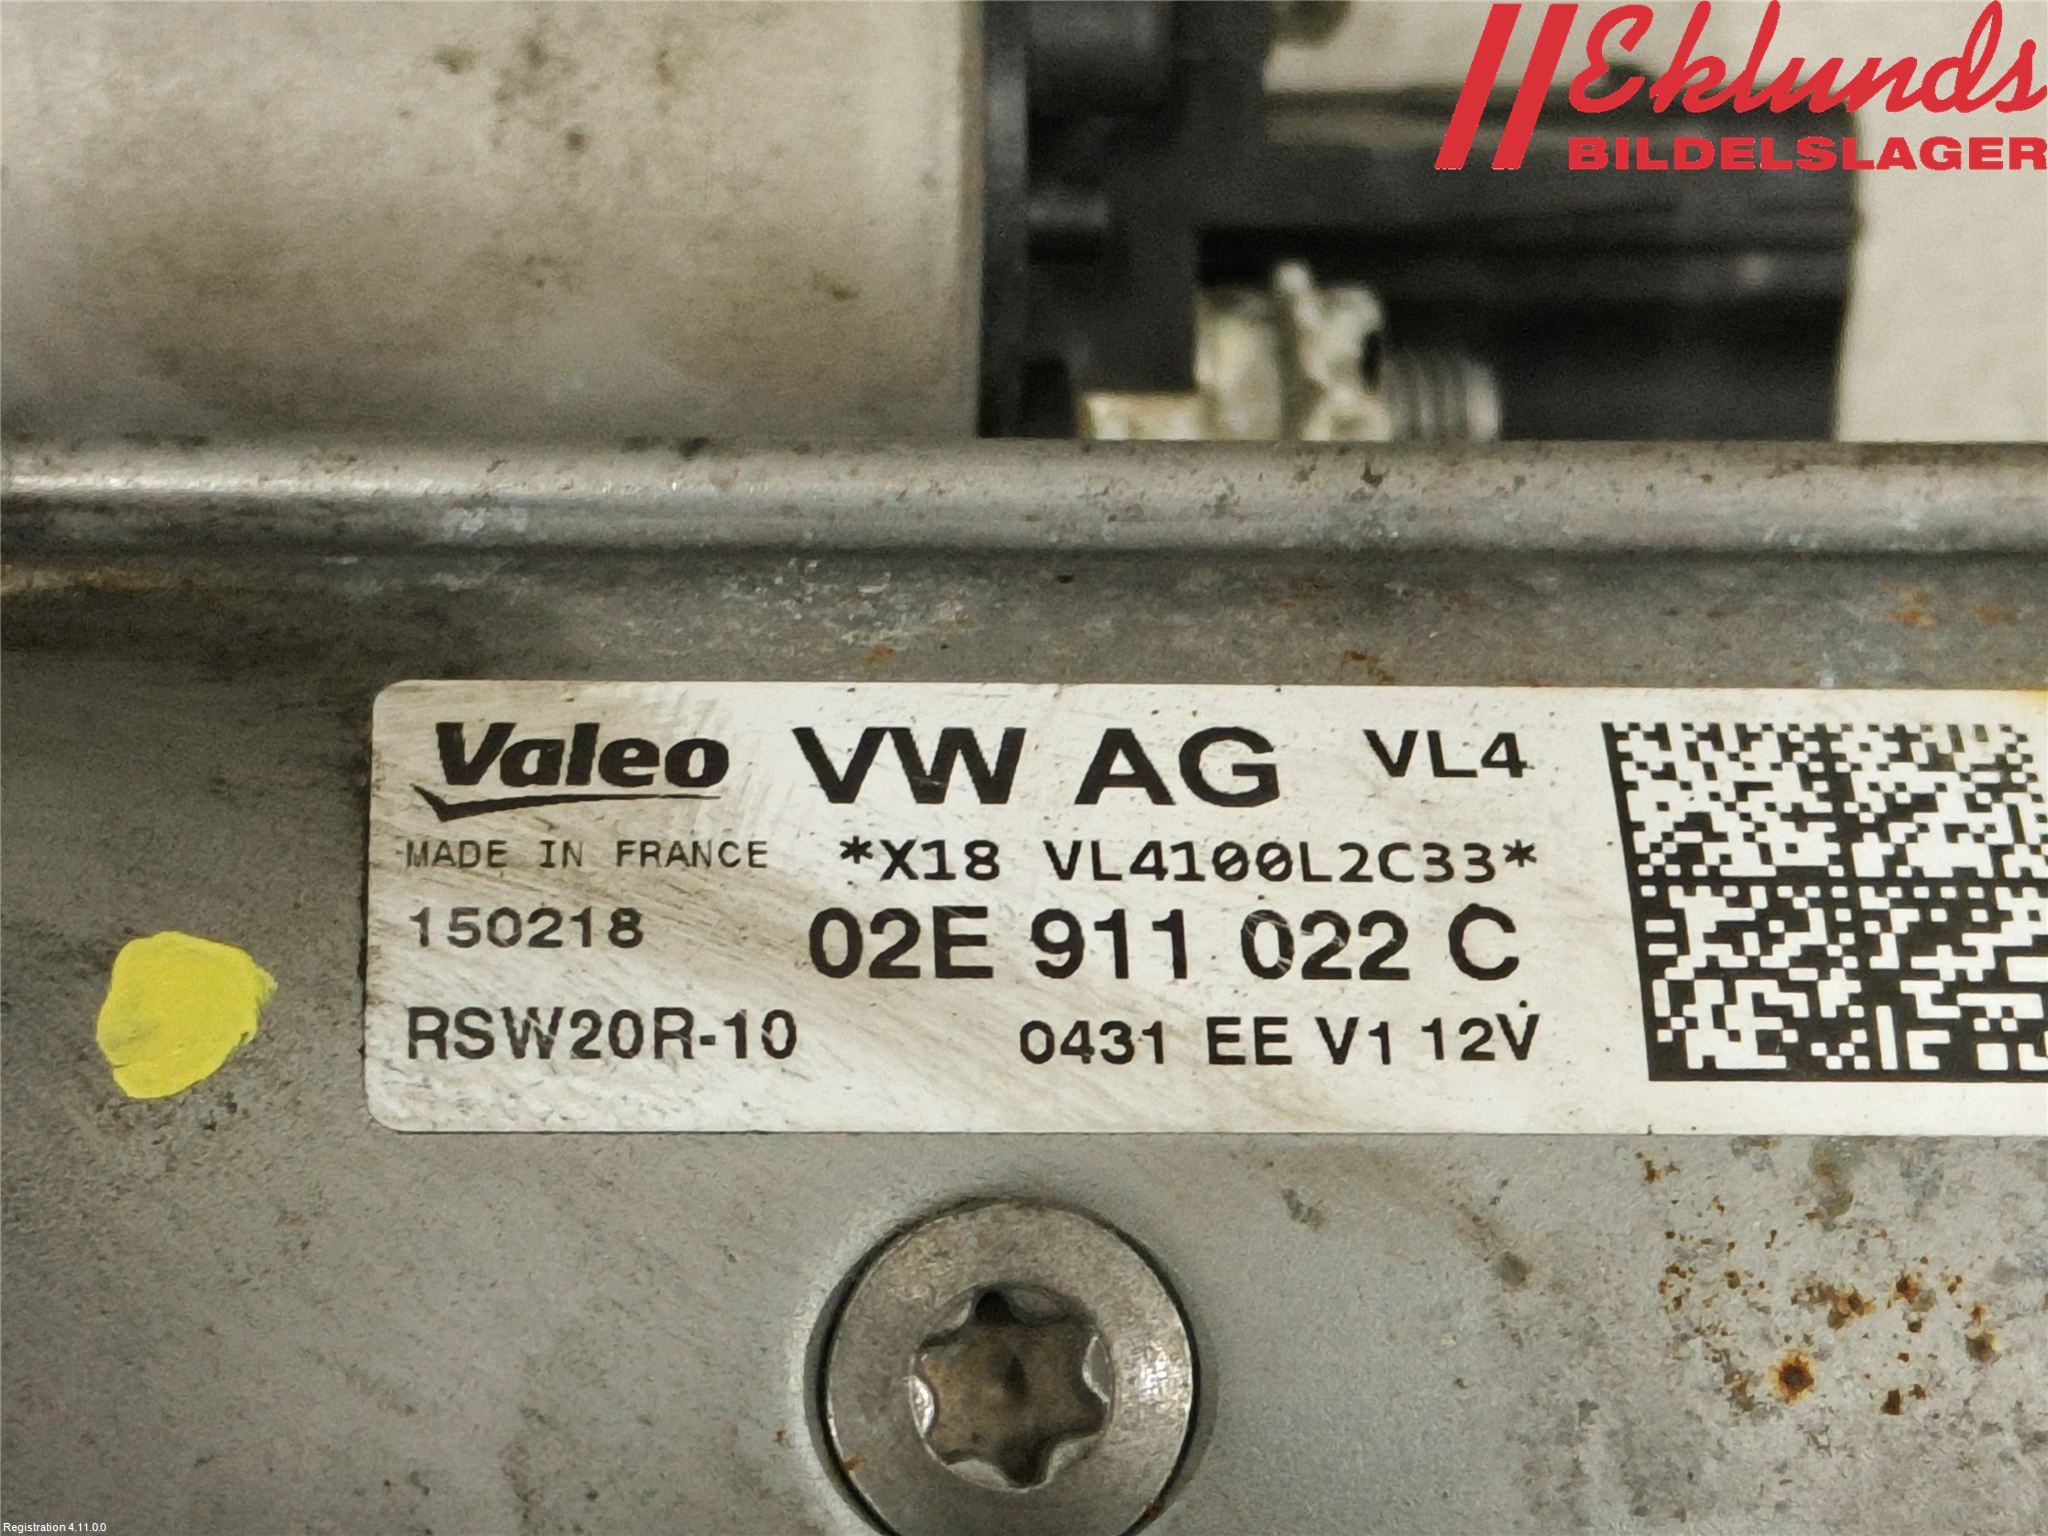 Eklunds
BILDELSLAGER
Valeo VW AG VL4
MADE IN FRANCE *X18 VL4100L2C33*
150218 02E 911 022 C
RSW20R-10 0431 EE V1 12V
Registration 4.11.0.0